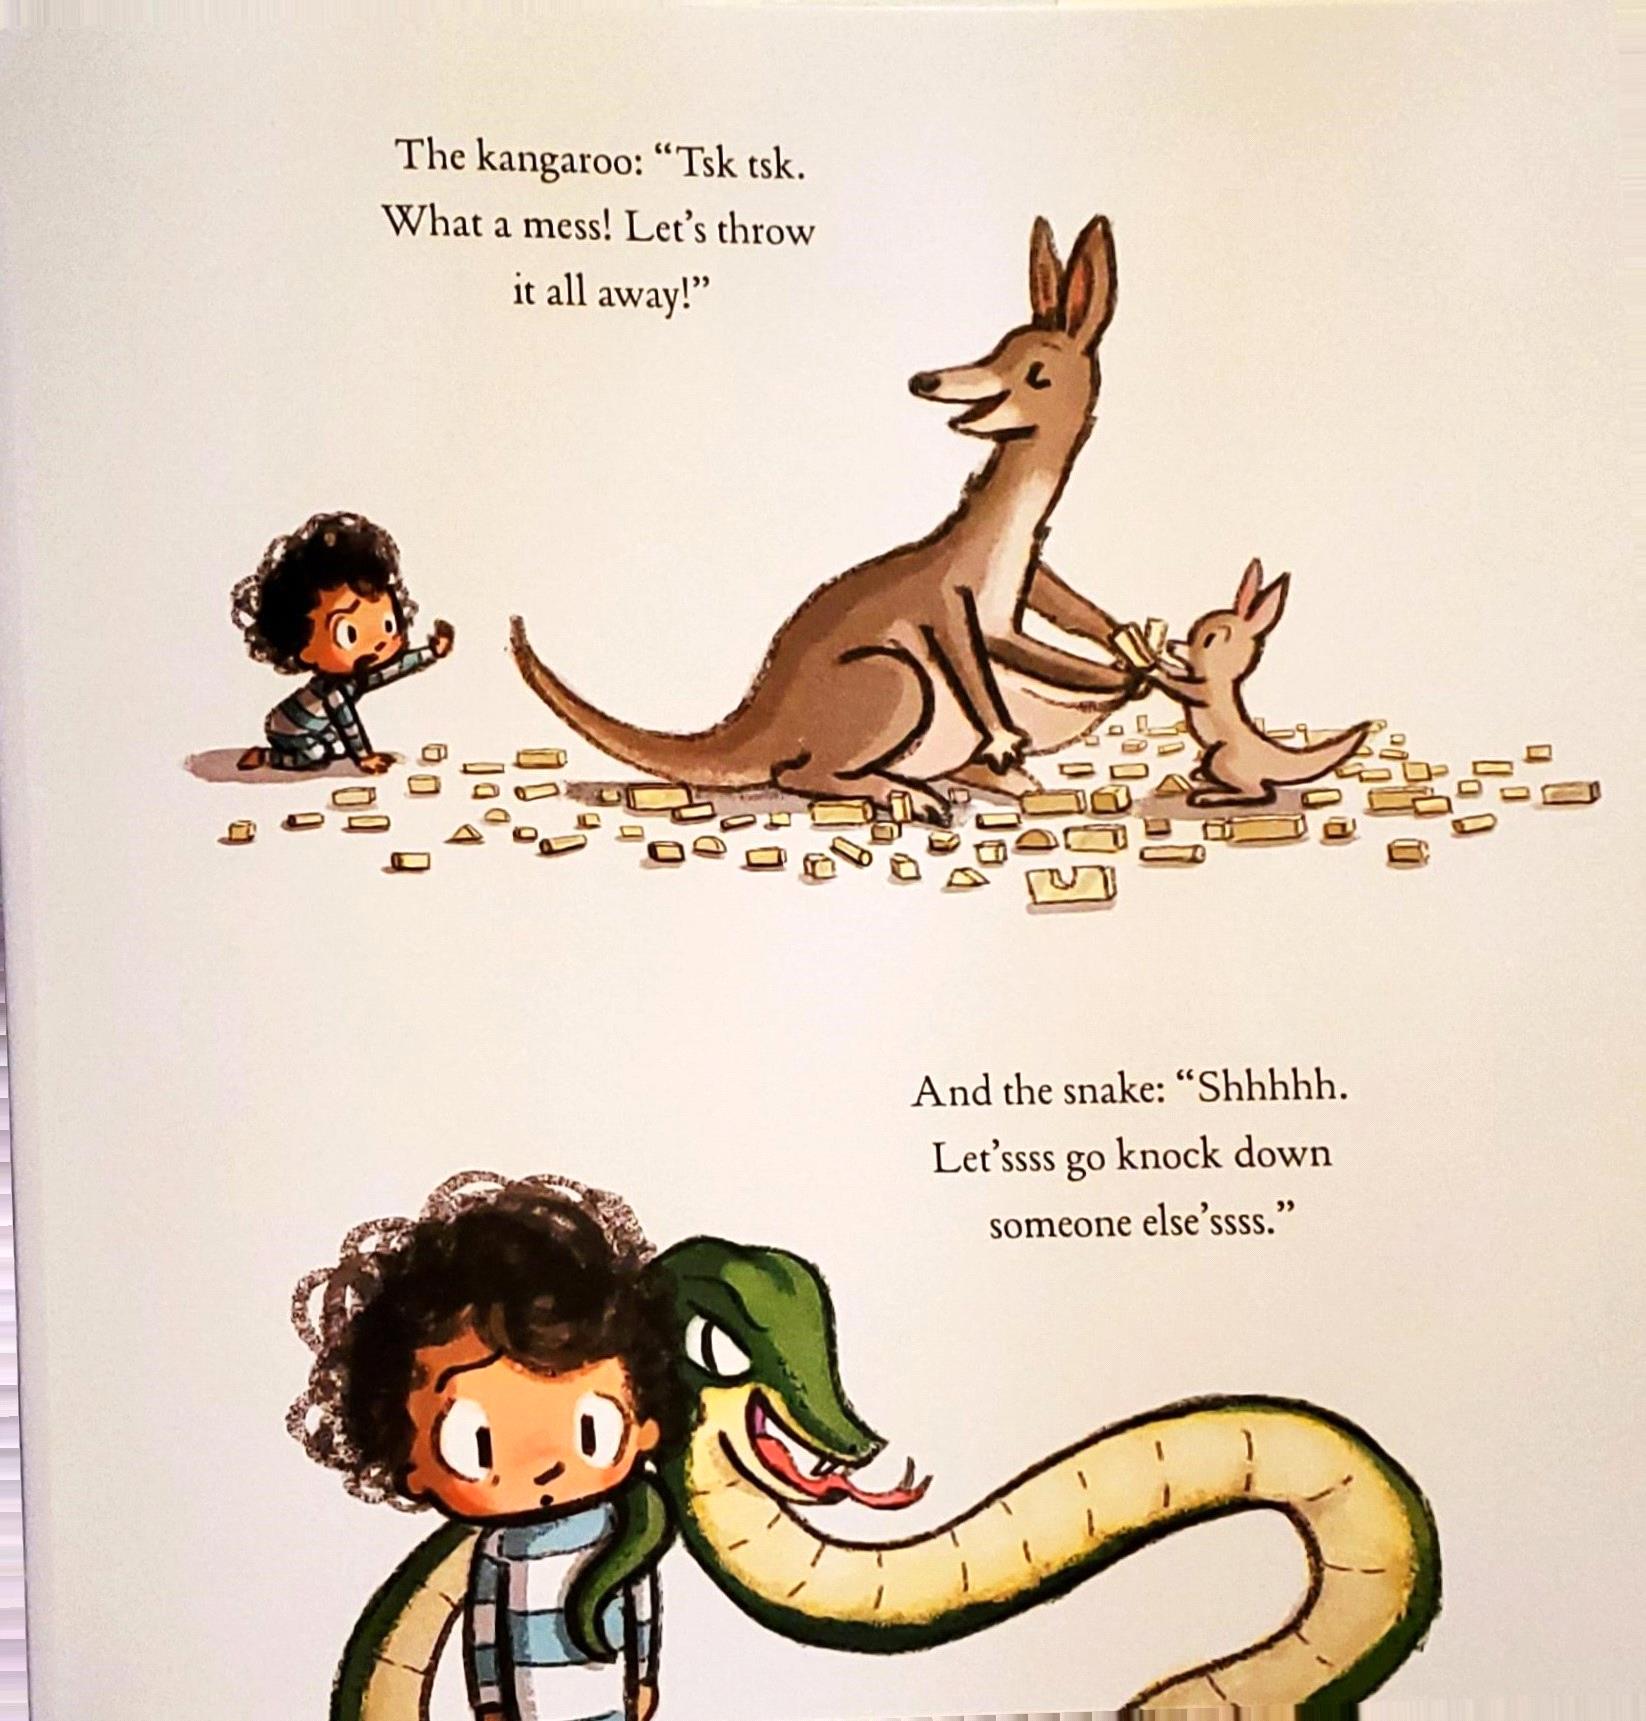 The kangaroo: “Tsk tsk.
What a mess! Let’s throw
it all away!”
And the snake: “Shhhhh.
Let’ssss go knock down
someone else’ssss.”